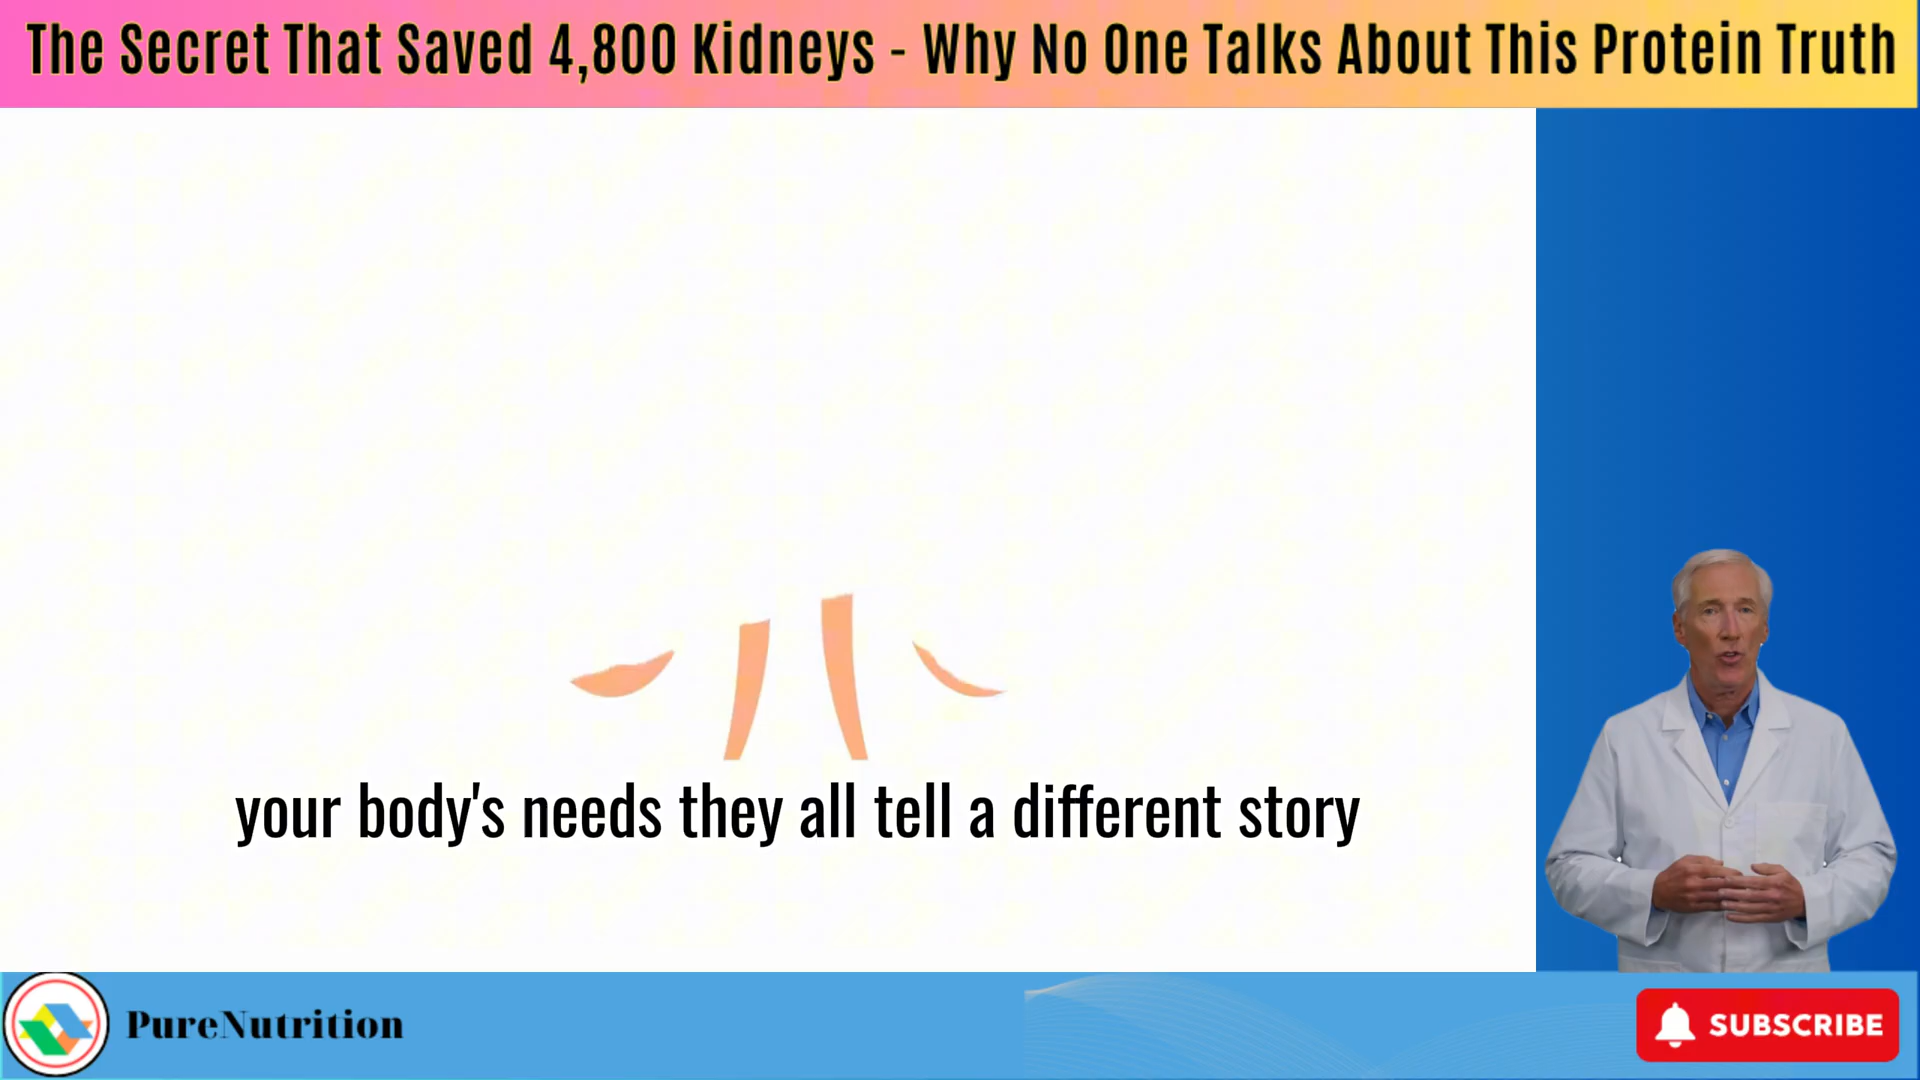 The Secret That Saved 4,800 Kidneys - Why No One Talks About This Protein Truth
your body's needs they all tell a different story
PureNutrition
SUBSCRIBE